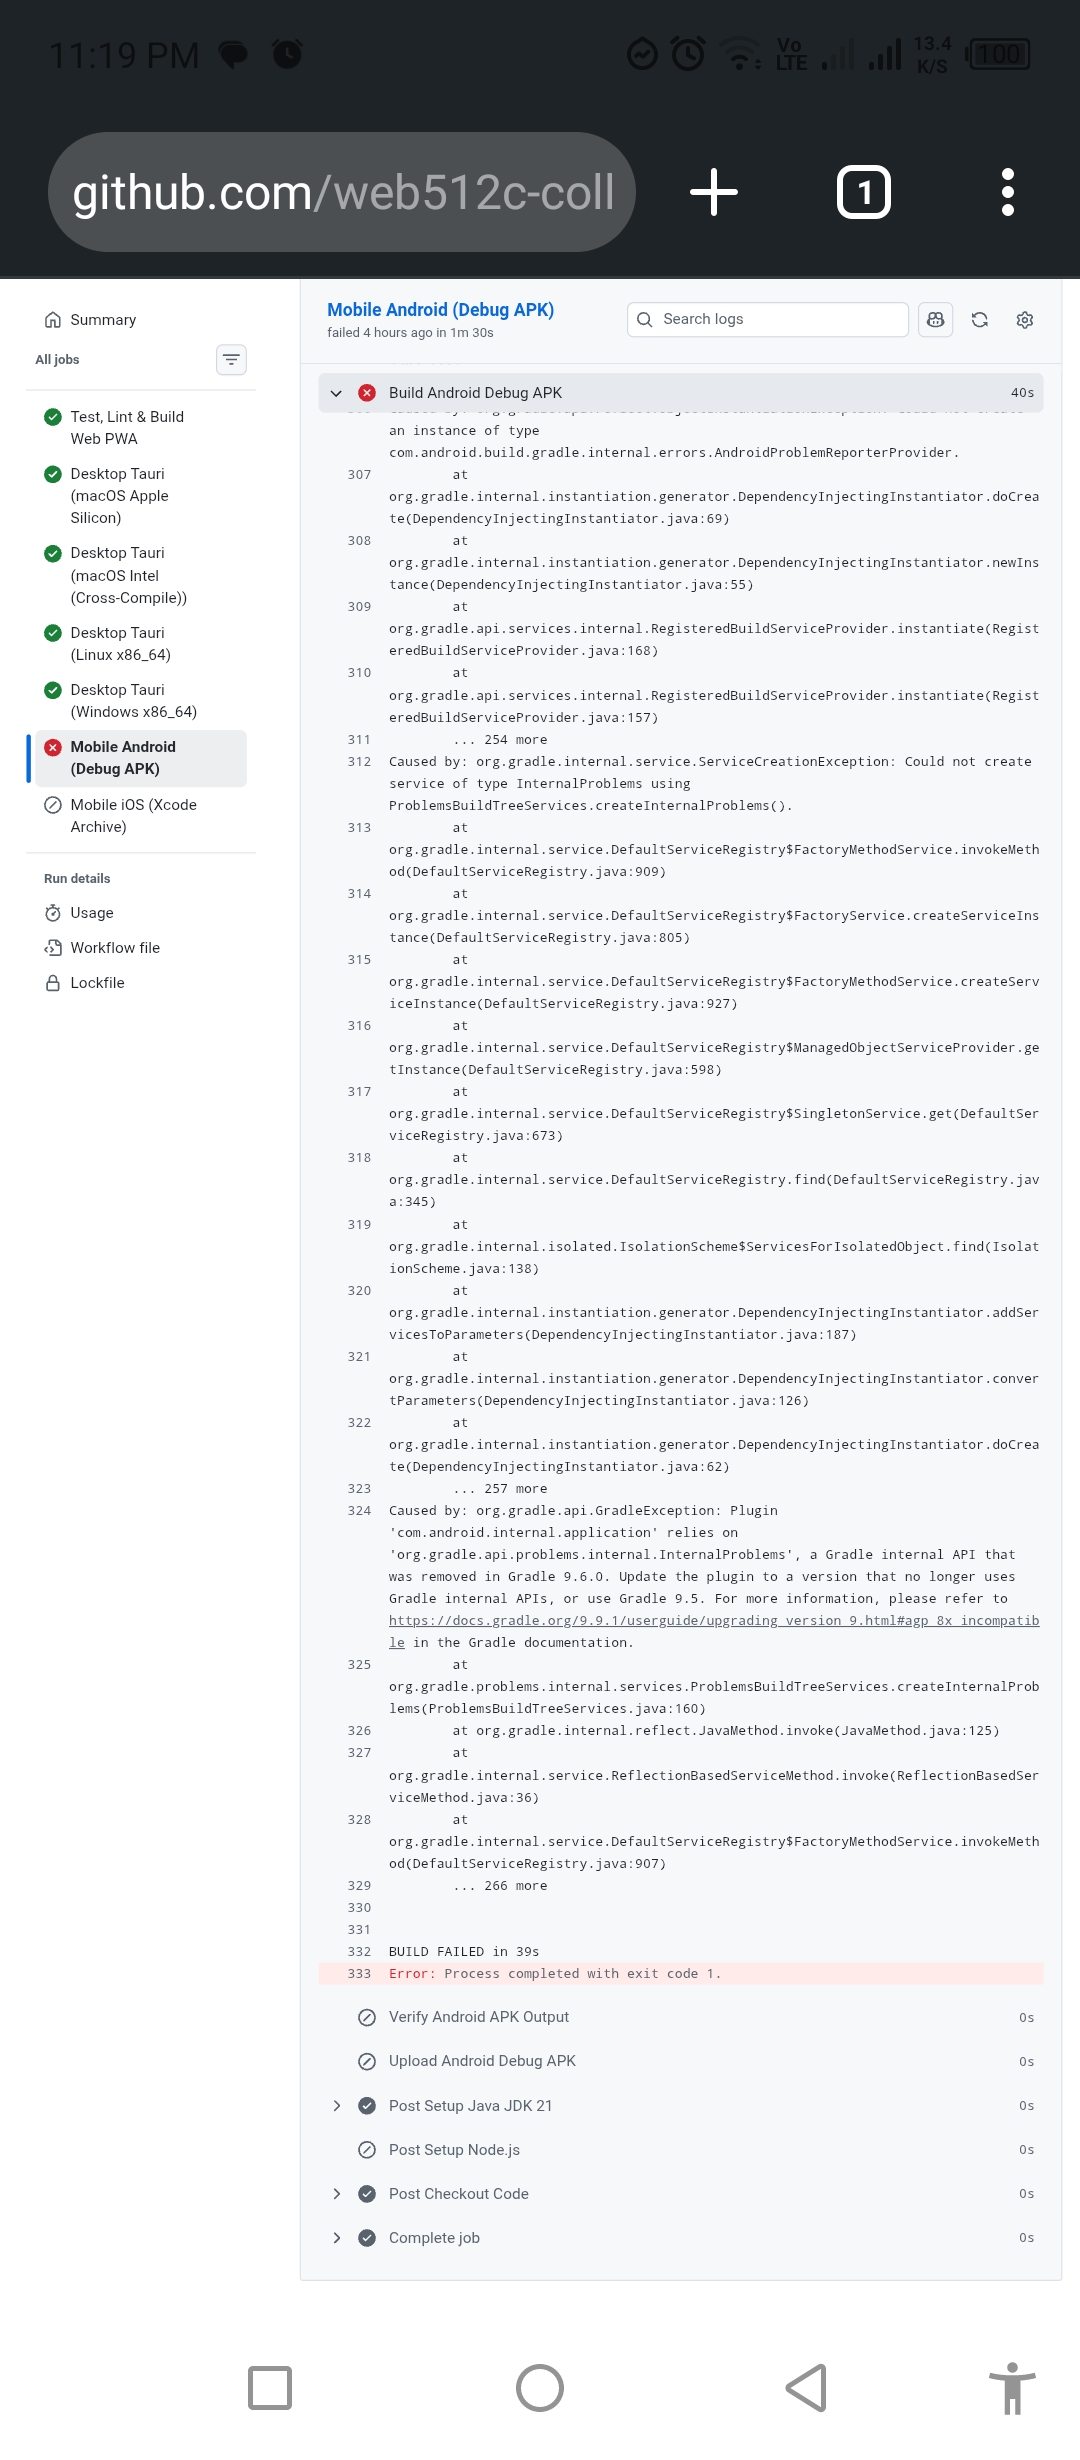 11:19 PM
Vo
LTE
13.4
K/S
100
github.com/web512c-coll
1
Summary
All jobs
Test, Lint & Build
Web PWA
Desktop Tauri
(macOS Apple
Silicon)
Desktop Tauri
(macOS Intel
(Cross-Compile))
Desktop Tauri
(Linux x86_64)
Desktop Tauri
(Windows x86_64)
Mobile Android
(Debug APK)
Mobile iOS (Xcode
Archive)
Run details
Usage
Workflow file
Lockfile
Mobile Android (Debug APK)
failed 4 hours ago in 1m 30s
Search logs
Build Android Debug APK 40s
an instance of type
com.android.build.gradle.internal.errors.AndroidProblemReporterProvider.
307 at
org.gradle.internal.instantiation.generator.DependencyInjectingInstantiator.doCrea
te(DependencyInjectingInstantiator.java:69)
308 at
org.gradle.internal.instantiation.generator.DependencyInjectingInstantiator.newIns
tance(DependencyInjectingInstantiator.java:55)
309 at
org.gradle.api.services.internal.RegisteredBuildServiceProvider.instantiate(Regist
eredBuildServiceProvider.java:168)
310 at
org.gradle.api.services.internal.RegisteredBuildServiceProvider.instantiate(Regist
eredBuildServiceProvider.java:157)
311 ... 254 more
312 Caused by: org.gradle.internal.service.ServiceCreationException: Could not create
service of type InternalProblems using
ProblemsBuildTreeServices.createInternalProblems().
313 at
org.gradle.internal.service.DefaultServiceRegistry$FactoryMethodService.invokeMeth
od(DefaultServiceRegistry.java:909)
314 at
org.gradle.internal.service.DefaultServiceRegistry$FactoryService.createServiceIns
tance(DefaultServiceRegistry.java:805)
315 at
org.gradle.internal.service.DefaultServiceRegistry$FactoryMethodService.createServ
iceInstance(DefaultServiceRegistry.java:927)
316 at
org.gradle.internal.service.DefaultServiceRegistry$ManagedObjectServiceProvider.ge
tInstance(DefaultServiceRegistry.java:598)
317 at
org.gradle.internal.service.DefaultServiceRegistry$SingletonService.get(DefaultSer
viceRegistry.java:673)
318 at
org.gradle.internal.service.DefaultServiceRegistry.find(DefaultServiceRegistry.jav
a:345)
319 at
org.gradle.internal.isolated.IsolationScheme$ServicesForIsolatedObject.find(Isolat
ionScheme.java:138)
320 at
org.gradle.internal.instantiation.generator.DependencyInjectingInstantiator.addSer
vicesToParameters(DependencyInjectingInstantiator.java:187)
321 at
org.gradle.internal.instantiation.generator.DependencyInjectingInstantiator.conver
tParameters(DependencyInjectingInstantiator.java:126)
322 at
org.gradle.internal.instantiation.generator.DependencyInjectingInstantiator.doCrea
te(DependencyInjectingInstantiator.java:62)
323 ... 257 more
324 Caused by: org.gradle.api.GradleException: Plugin
'com.android.internal.application' relies on
'org.gradle.api.problems.internal.InternalProblems', a Gradle internal API that
was removed in Gradle 9.6.0. Update the plugin to a version that no longer uses
Gradle internal APIs, or use Gradle 9.5. For more information, please refer to
https://docs.gradle.org/9.9.1/userguide/upgrading_version_9.html#agp_8x_incompatib
le in the Gradle documentation.
325 at
org.gradle.problems.internal.services.ProblemsBuildTreeServices.createInternalProb
lems(ProblemsBuildTreeServices.java:160)
326 at org.gradle.internal.reflect.JavaMethod.invoke(JavaMethod.java:125)
327 at
org.gradle.internal.service.ReflectionBasedServiceMethod.invoke(ReflectionBasedSer
viceMethod.java:36)
328 at
org.gradle.internal.service.DefaultServiceRegistry$FactoryMethodService.invokeMeth
od(DefaultServiceRegistry.java:907)
329 ... 266 more
330
331
332 BUILD FAILED in 39s
333 Error: Process completed with exit code 1.
Verify Android APK Output 0s
Upload Android Debug APK 0s
Post Setup Java JDK 21 0s
Post Setup Node.js 0s
Post Checkout Code 0s
Complete job 0s